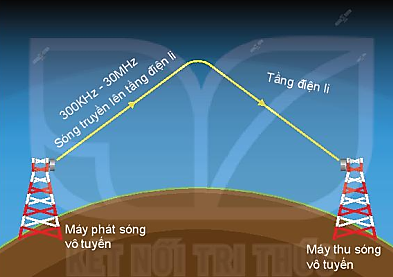 300KHz - 30MHz
Sóng truyền lên tầng điện li
Tầng điện li
Máy phát sóng
vô tuyến
Máy thu sóng
vô tuyến
KẾT NỐI TRI THỨC